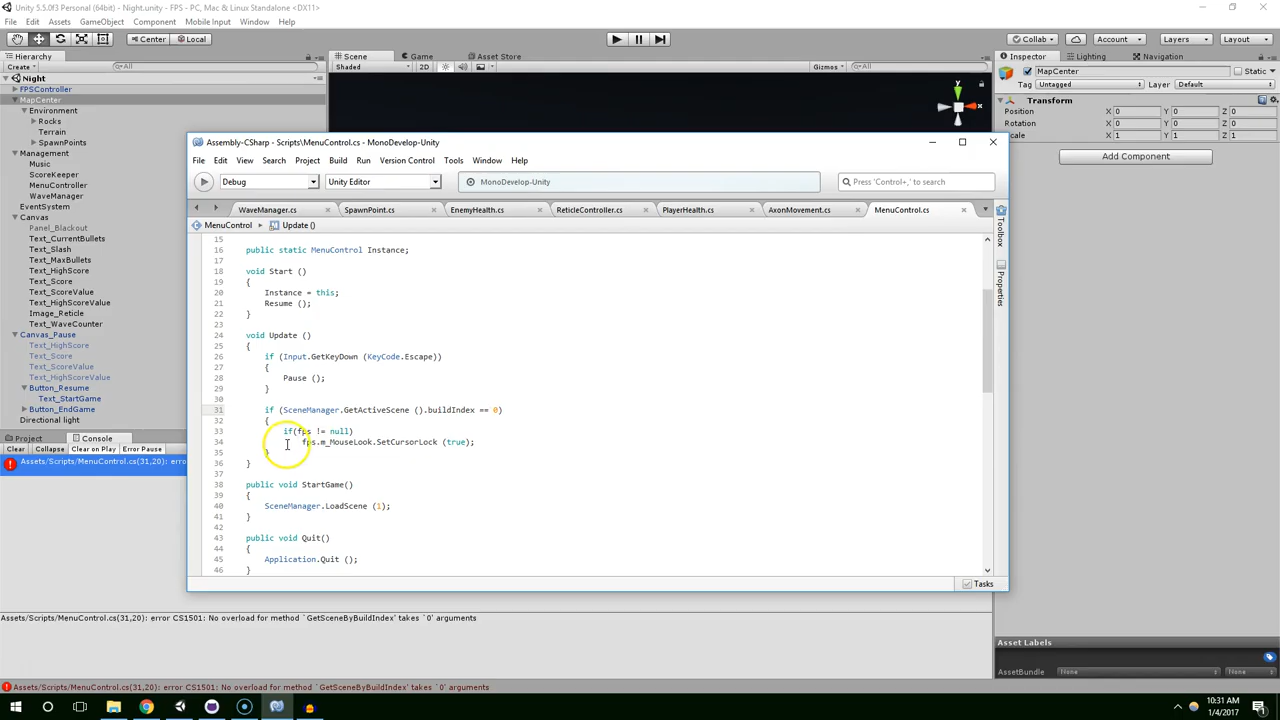 Unity 5.5.0f3 Personal (64bit) - Night.unity - FPS - PC, Mac & Linux Standalone <DX11>
File Edit Assets GameObject Component Mobile Input Window Help
Center Local Collab Account Layers Layout
Hierarchy Scene Game Asset Store Inspector Lighting Navigation
Create All Shaded 2D Gizmos All MapCenter Static
Night Tag Untagged Layer Default
FPSController
MapCenter Transform
Environment Position X 0 Y 0 Z 0
Rocks Rotation X 0 Y 0 Z 0
Terrain Scale X 1 Y 1 Z 1
SpawnPoints
Management Add Component
Music
ScoreKeeper
MenuController
WaveManager
EventSystem
Canvas
Panel_Blackout
Text_CurrentBullets
Text_Slash
Text_MaxBullets
Text_HighScore
Text_Score
Text_ScoreValue
Text_HighScoreValue
Image_Reticle
Text_WaveCounter
Canvas_Pause
Text_HighScore
Text_Score
Text_ScoreValue
Text_HighScoreValue
Button_Resume
Text_StartGame
Button_EndGame
Directional light
y
x
Assembly-CSharp - Scripts\MenuControl.cs - MonoDevelop-Unity
File Edit View Search Project Build Run Version Control Tools Window Help
Debug Unity Editor MonoDevelop-Unity Press 'Control+,' to search
WaveManager.cs SpawnPoint.cs EnemyHealth.cs ReticleController.cs PlayerHealth.cs AxonMovement.cs MenuControl.cs
MenuControl Update ()
Toolbox
Properties
15
16 public static MenuControl Instance;
17
18 void Start ()
19 {
20 Instance = this;
21 Resume ();
22 }
23
24 void Update ()
25 {
26 if (Input.GetKeyDown (KeyCode.Escape))
27 {
28 Pause ();
29 }
30
31 if (SceneManager.GetActiveScene ().buildIndex == 0)
32 {
33 if(fps != null)
34 fps.m_MouseLook.SetCursorLock (true);
35 }
36 }
37
38 public void StartGame()
39 {
40 SceneManager.LoadScene (1);
41 }
42
43 public void Quit()
44 {
45 Application.Quit ();
46 }
Tasks
Project Console
Clear Collapse Clear on Play Error Pause
Assets/Scripts/MenuControl.cs(31,20): error
Assets/Scripts/MenuControl.cs(31,20): error CS1501: No overload for method `GetSceneByBuildIndex' takes `0' arguments
Asset Labels
AssetBundle None None
Assets/Scripts/MenuControl.cs(31,20): error CS1501: No overload for method `GetSceneByBuildIndex' takes `0' arguments
10:31 AM
1/4/2017
1